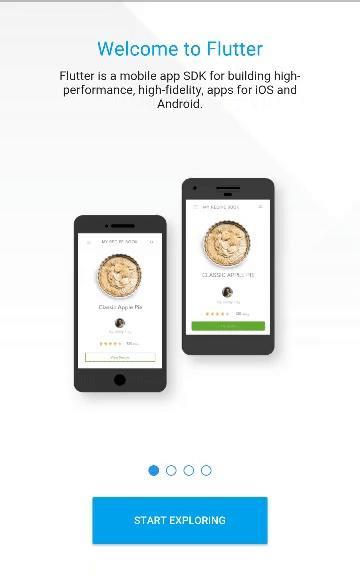 Welcome to Flutter
Flutter is a mobile app SDK for building high-
performance, high-fidelity, apps for iOS and
Android.
MY RECIPE BOOK
CLASSIC APPLE PIE
MY RECIPE BOOK
Classic Apple Pie
START EXPLORING